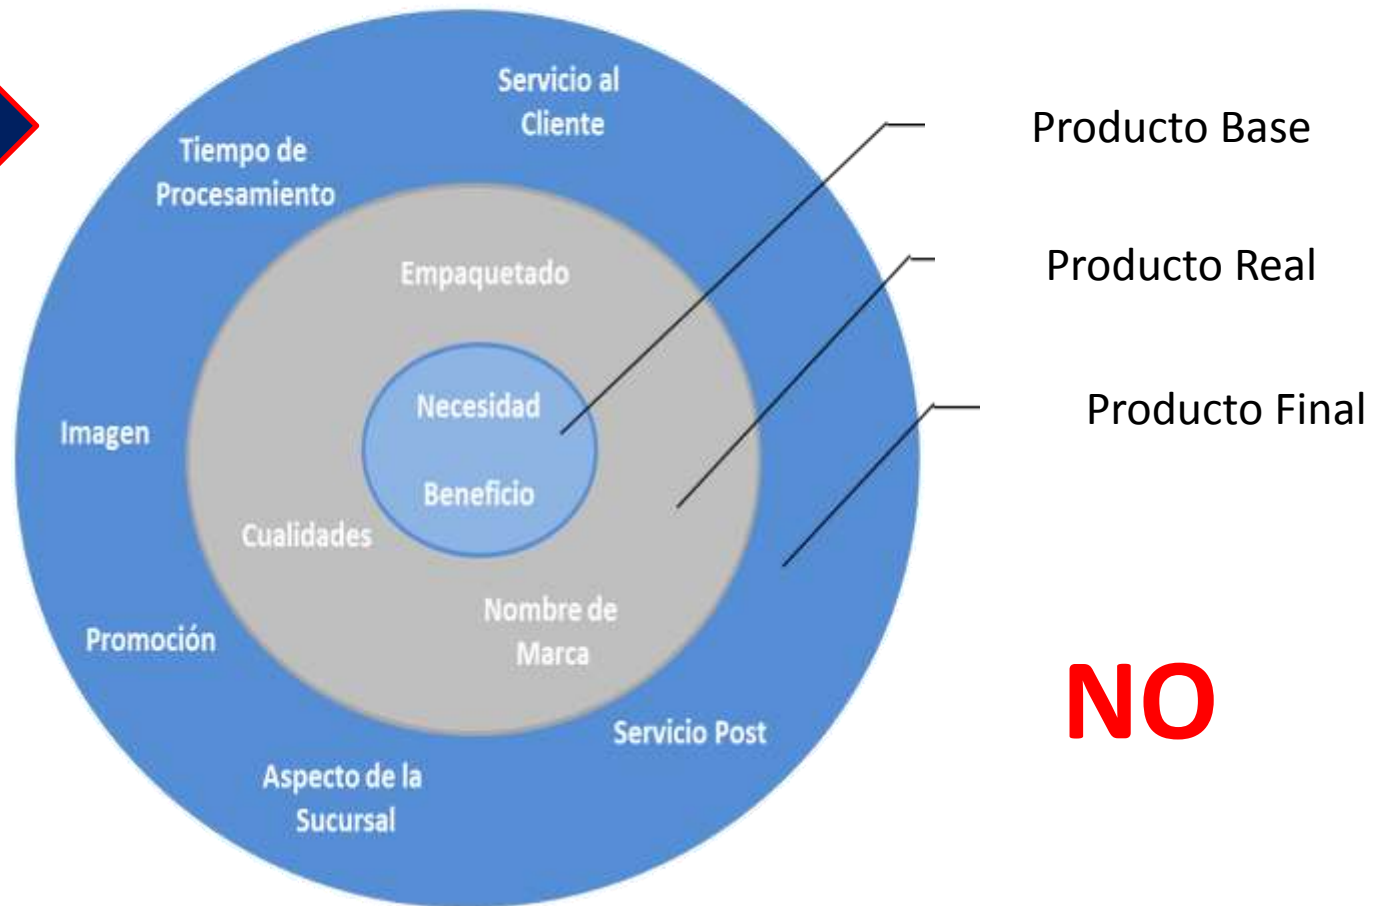 Servicio al
Cliente
Producto Base
Tiempo de
Procesamiento
Producto Real
Empaquetado
Necesidad
Producto Final
Imagen
Beneficio
Cualidades
Nombre de
Marca
Promoción
NO
Servicio Post
Aspecto de la
Sucursal